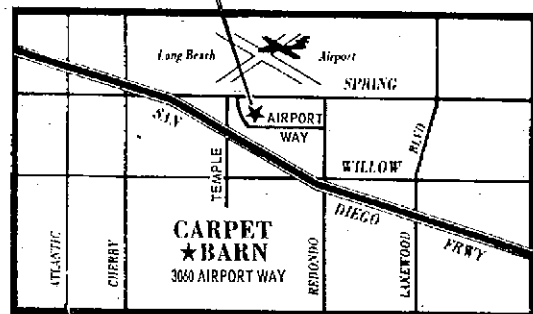 Long Beach Airport
SPRING
SAN
AIRPORT
WAY
BLVD
WILLOW
TEMPLE
DIEGO
FRWY
CARPET
★BARN
3060 AIRPORT WAY
ATLANTIC
CHERRY
REDONDO
LAKEWOOD